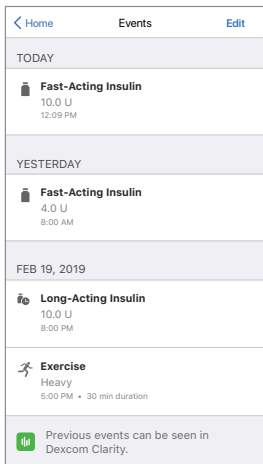 Home Events Edit
TODAY
Fast-Acting Insulin
10.0 U
12:09 PM
YESTERDAY
Fast-Acting Insulin
4.0 U
8:00 AM
FEB 19, 2019
Long-Acting Insulin
10.0 U
8:00 PM
Exercise
Heavy
5:00 PM • 30 min duration
Previous events can be seen in
Dexcom Clarity.